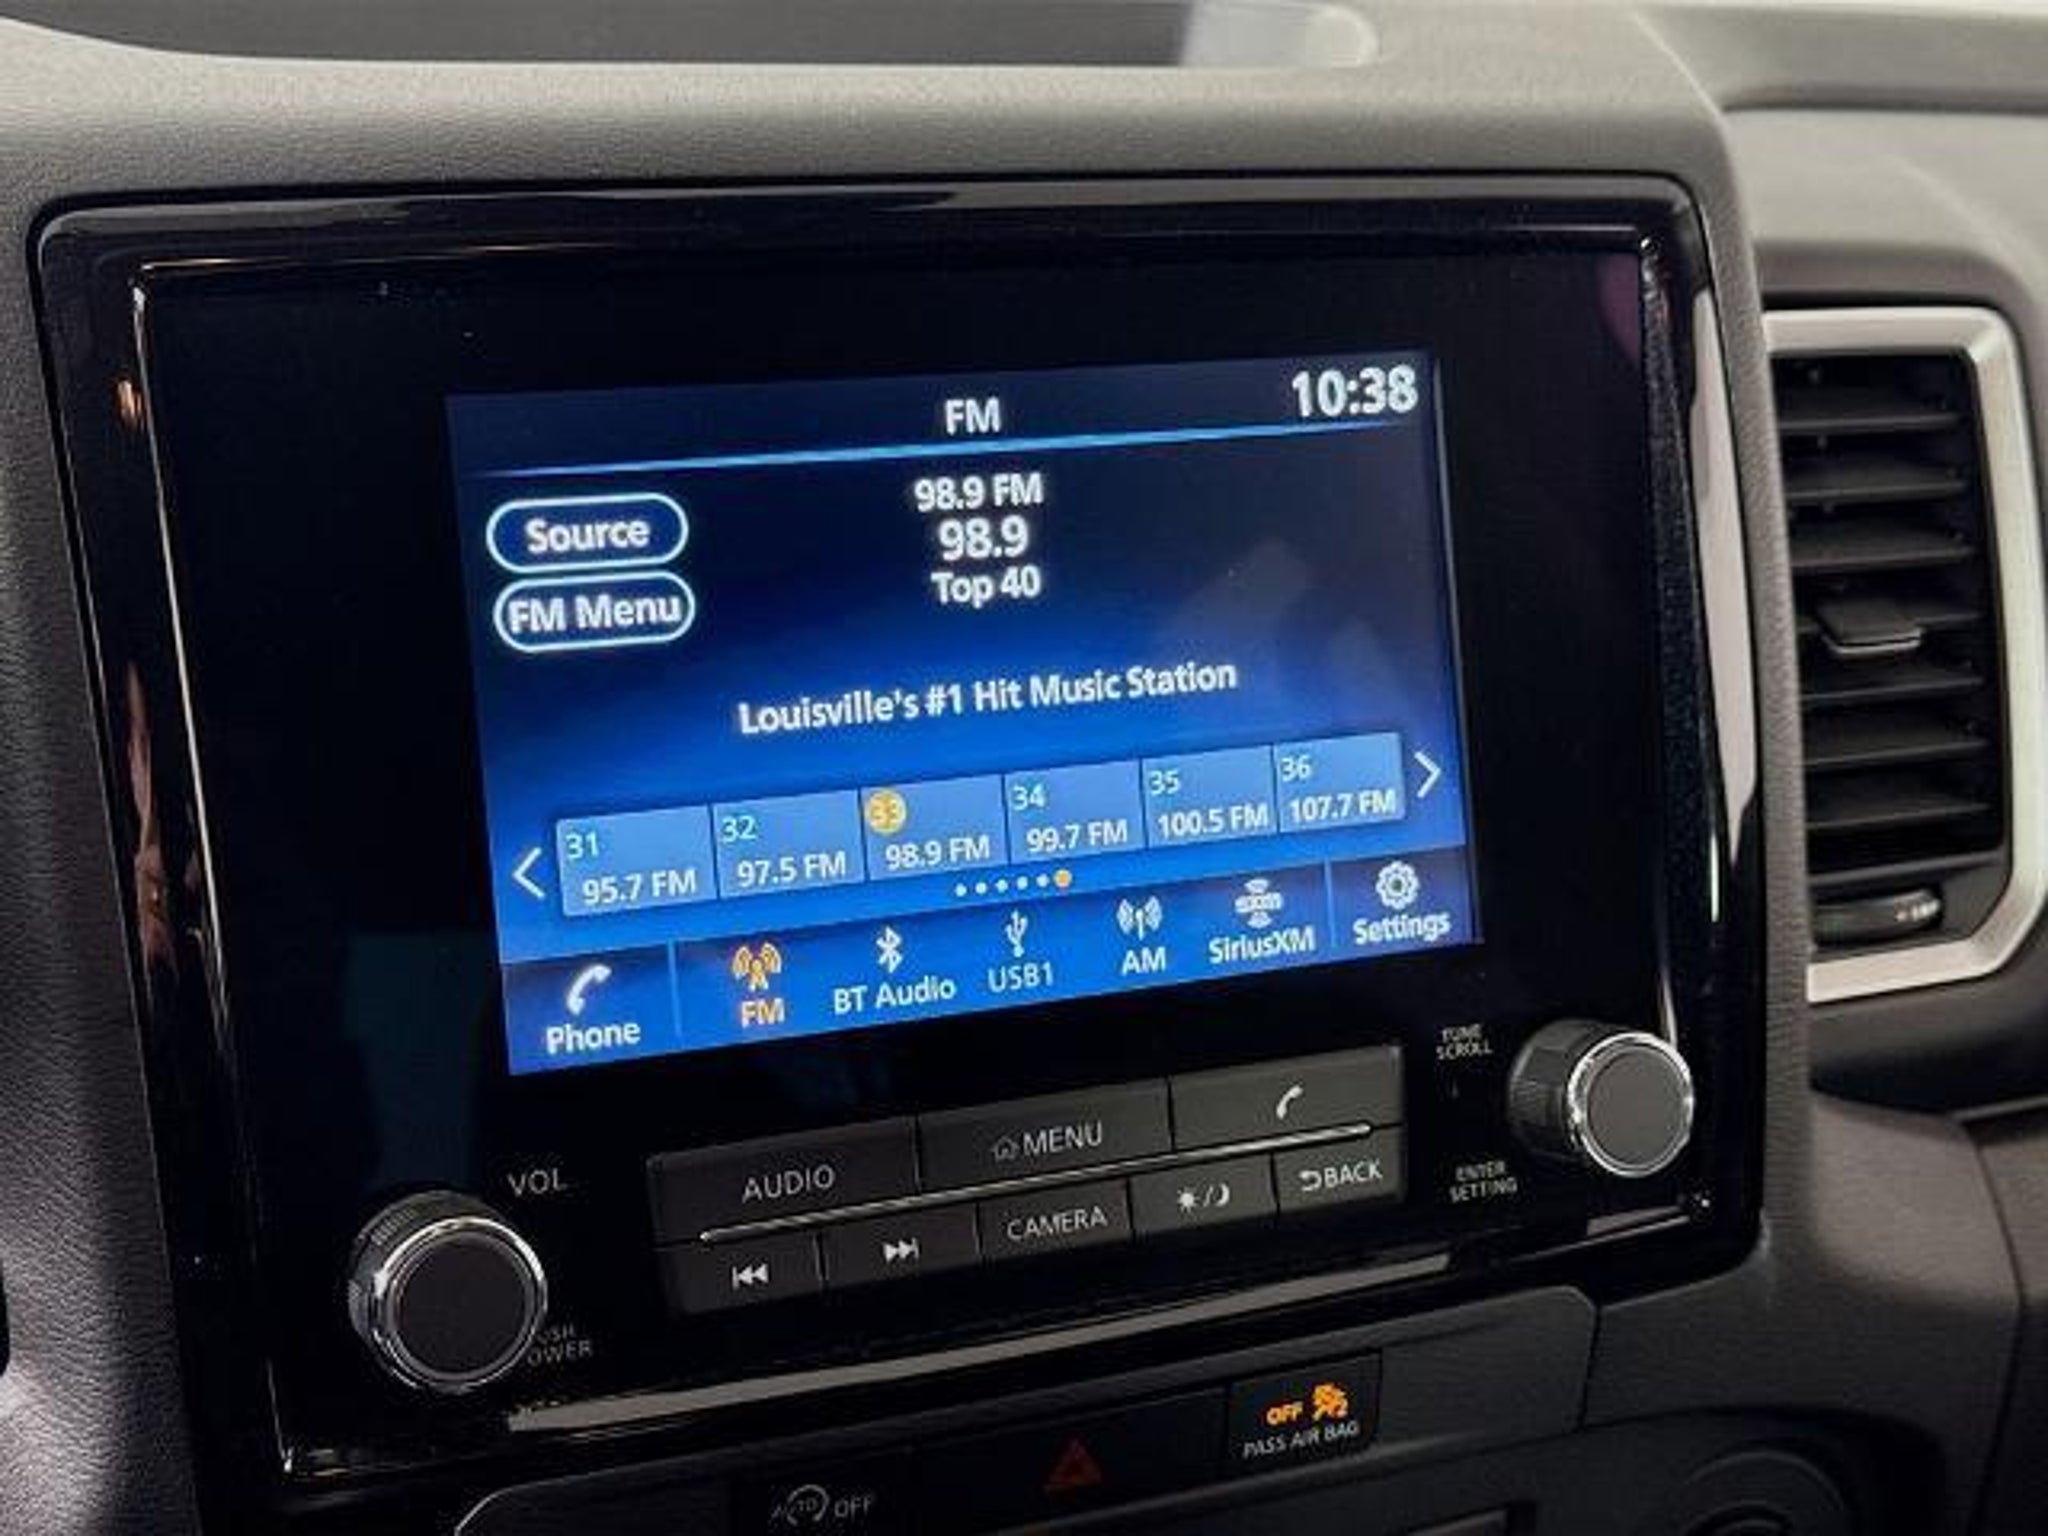 FM
10:38
98.9 FM
98.9
Top 40
Source
FM Menu
Louisville's #1 Hit Music Station
31
95.7 FM
32
97.5 FM
33
98.9 FM
34
99.7 FM
35
100.5 FM
36
107.7 FM
Phone
FM
BT Audio
USB1
AM
SiriusXM
Settings
TUNE
SCROLL
VOL
AUDIO
MENU
CAMERA
BACK
ENTER
SETTING
OFF
PASS AIR BAG
AUTO
OFF